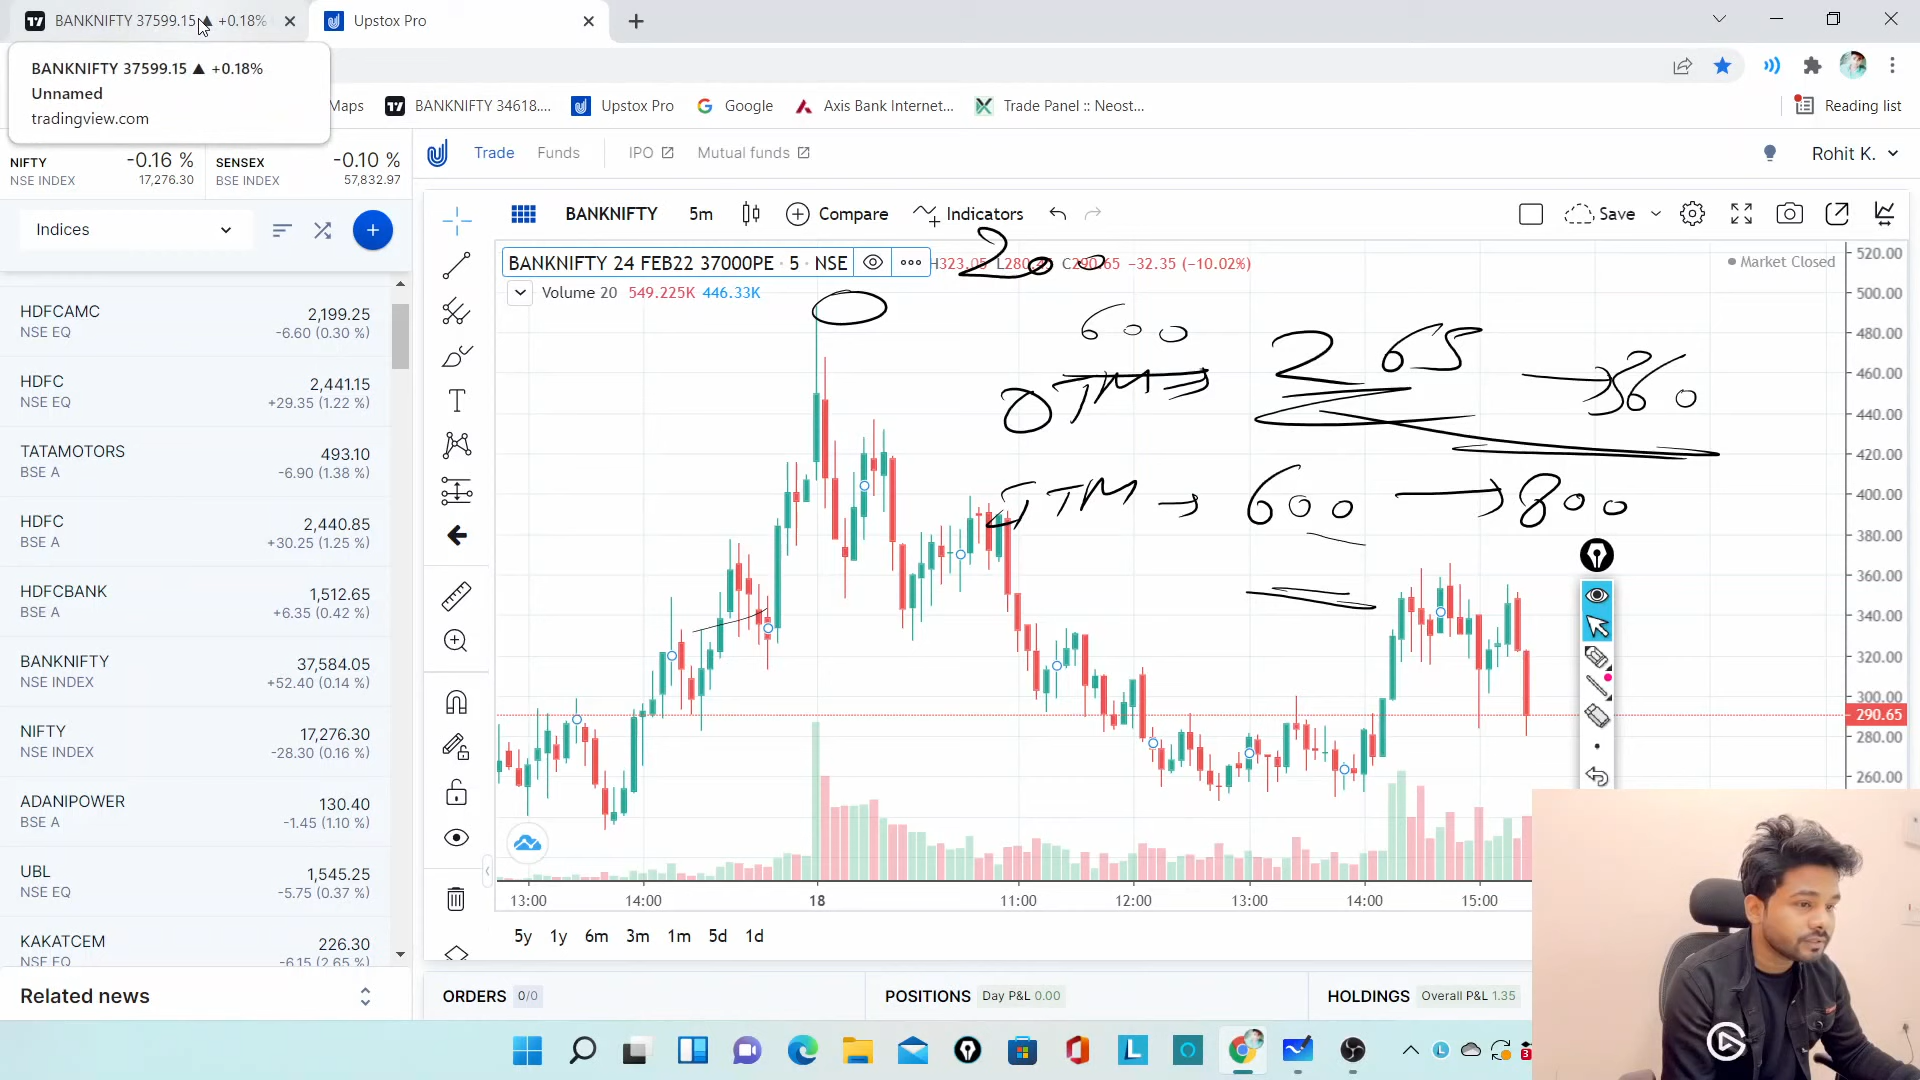 BANKNIFTY 37599.15 ▲ +0.18%
Upstox Pro
BANKNIFTY 37599.15 ▲ +0.18%
Unnamed
tradingview.com
Maps
BANKNIFTY 34618....
Upstox Pro
Google
Axis Bank Internet...
Trade Panel :: Neost...
Reading list
NIFTY -0.16 %
NSE INDEX 17,276.30
SENSEX -0.10 %
BSE INDEX 57,832.97
Trade
Funds
IPO
Mutual funds
Rohit K.
Indices
HDFCAMC 2,199.25
NSE EQ -6.60 (0.30 %)
HDFC 2,441.15
NSE EQ +29.35 (1.22 %)
TATAMOTORS 493.10
BSE A -6.90 (1.38 %)
HDFC 2,440.85
BSE A +30.25 (1.25 %)
HDFCBANK 1,512.65
BSE A +6.35 (0.42 %)
BANKNIFTY 37,584.05
NSE INDEX +52.40 (0.14 %)
NIFTY 17,276.30
NSE INDEX -28.30 (0.16 %)
ADANIPOWER 130.40
BSE A -1.45 (1.10 %)
UBL 1,545.25
NSE EQ -5.75 (0.37 %)
KAKATCEM 226.30
NSE EQ -6.15 (2.65 %)
Related news
BANKNIFTY 5m
Compare
Indicators
Save
BANKNIFTY 24 FEB22 37000PE · 5 · NSE
H323.05 C290.65 -32.35 (-10.02%)
Market Closed
Volume 20 549.225K 446.33K
200
600
OTM → 265 → 360
ITM → 600 → 800
520.00
500.00
480.00
460.00
440.00
420.00
400.00
380.00
360.00
340.00
320.00
300.00
290.65
280.00
260.00
13:00 14:00 18 11:00 12:00 13:00 14:00 15:00
5y 1y 6m 3m 1m 5d 1d
ORDERS 0/0
POSITIONS Day P&L 0.00
HOLDINGS Overall P&L 1.35